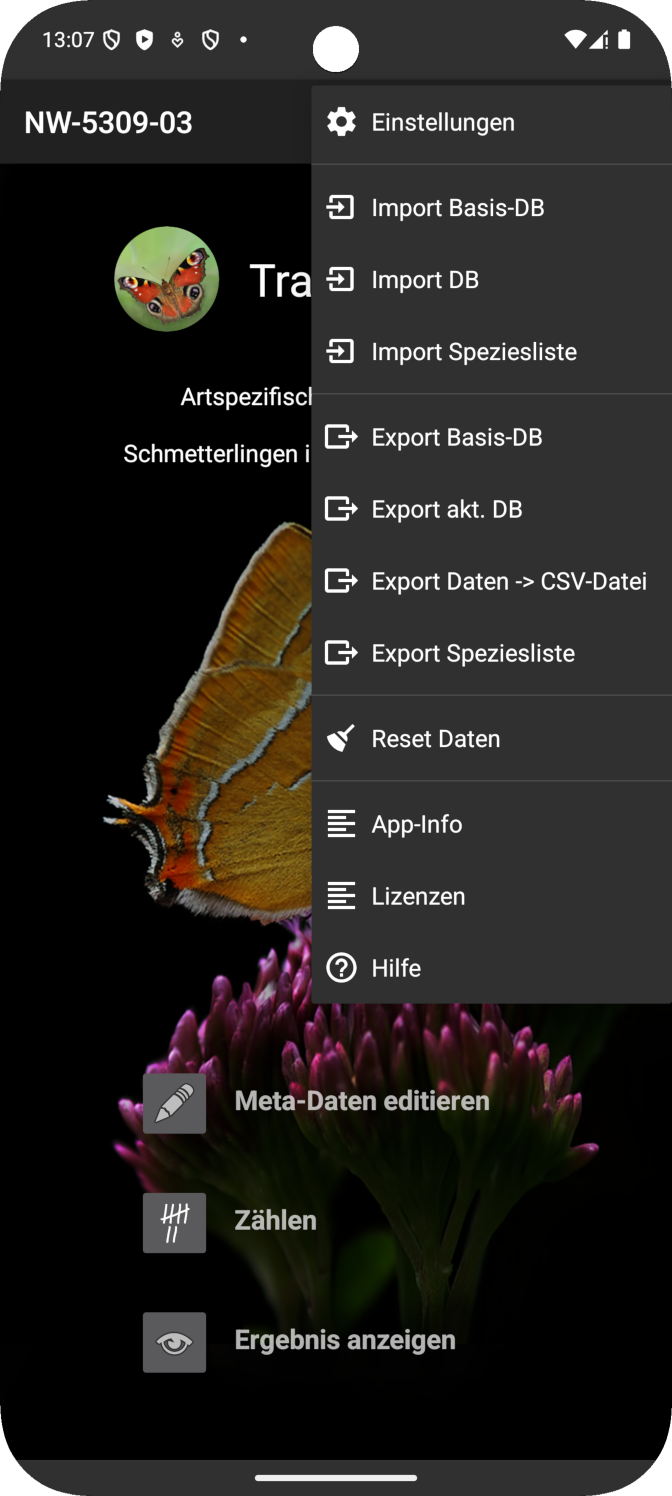 13:07
NW-5309-03
Einstellungen
Import Basis-DB
Tra
Import DB
Import Speziesliste
Artspezifisch
Export Basis-DB
Schmetterlingen i
Export akt. DB
Export Daten -> CSV-Datei
Export Speziesliste
Reset Daten
App-Info
Lizenzen
Hilfe
Meta-Daten editieren
Zählen
Ergebnis anzeigen